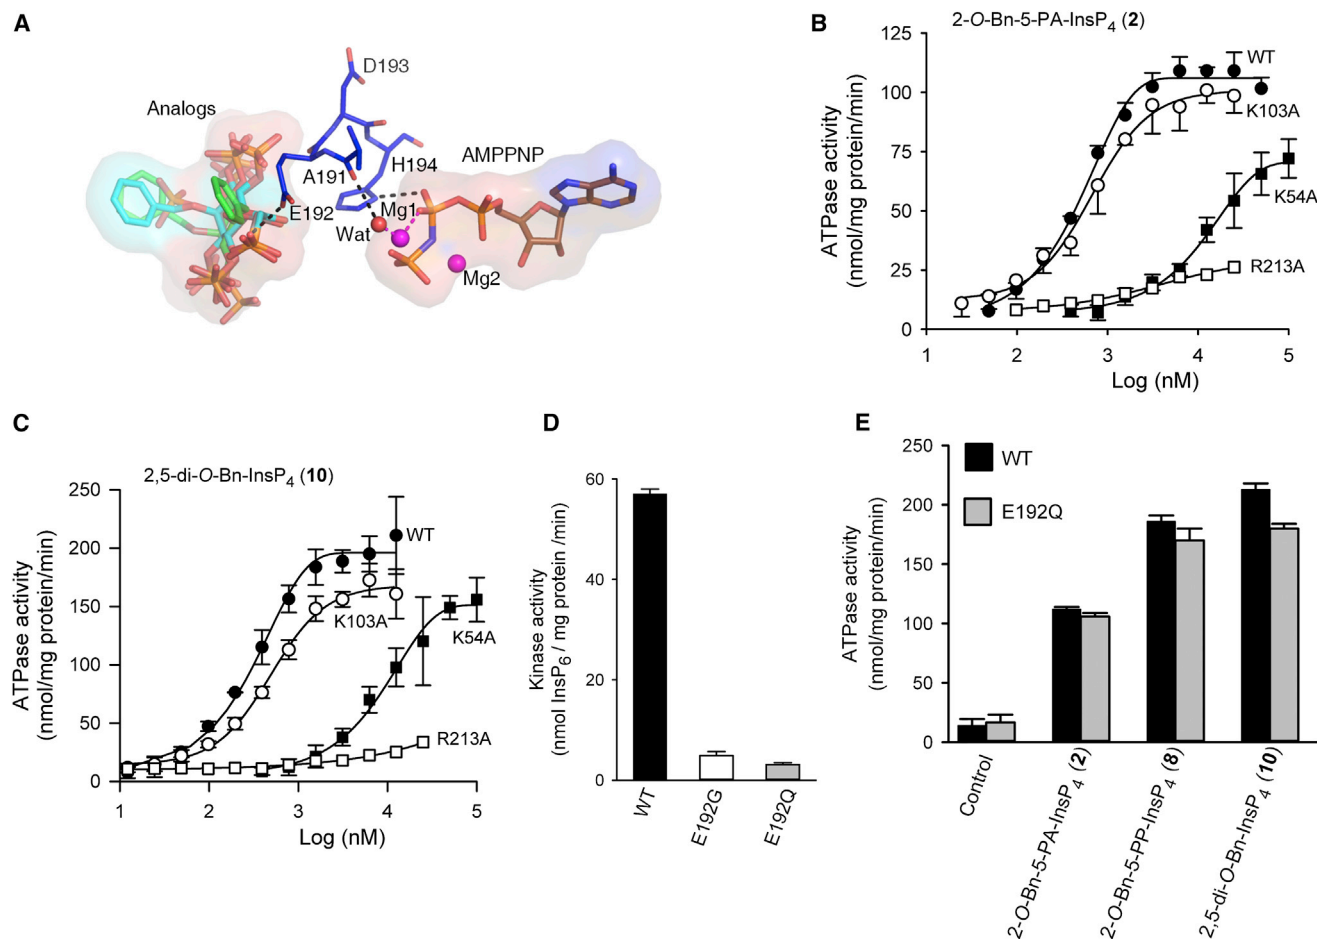 A
D193
Analogs
A191
H194
AMPPNP
E192
Mg1
Wat
Mg2
B
2-O-Bn-5-PA-InsP4 (2)
ATPase activity
(nmol/mg protein/min)
125
100
75
50
25
0
WT
K103A
K54A
R213A
1 2 3 4 5
Log (nM)
C
2,5-di-O-Bn-InsP4 (10)
ATPase activity
(nmol/mg protein/min)
250
200
150
100
50
0
WT
K103A
K54A
R213A
1 2 3 4 5
Log (nM)
D
Kinase activity
(nmol InsP6 / mg protein /min)
60
40
20
0
WT
E192G
E192Q
E
WT
E192Q
ATPase activity
(nmol/mg protein/min)
250
200
150
100
50
0
Control
2-O-Bn-5-PA-InsP4 (2)
2-O-Bn-5-PP-InsP4 (8)
2,5-di-O-Bn-InsP4 (10)